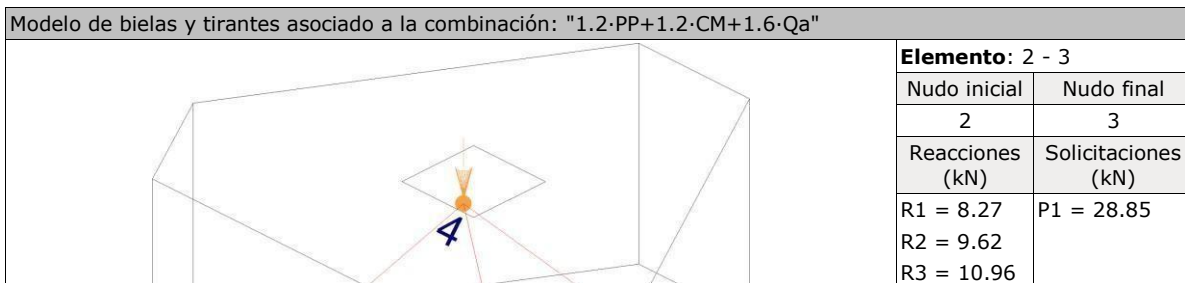 Modelo de bielas y tirantes asociado a la combinación: "1.2·PP+1.2·CM+1.6·Qa"
4
Elemento: 2 - 3
Nudo inicial Nudo final
2 3
Reacciones (kN) Solicitaciones (kN)
R1 = 8.27 P1 = 28.85
R2 = 9.62
R3 = 10.96